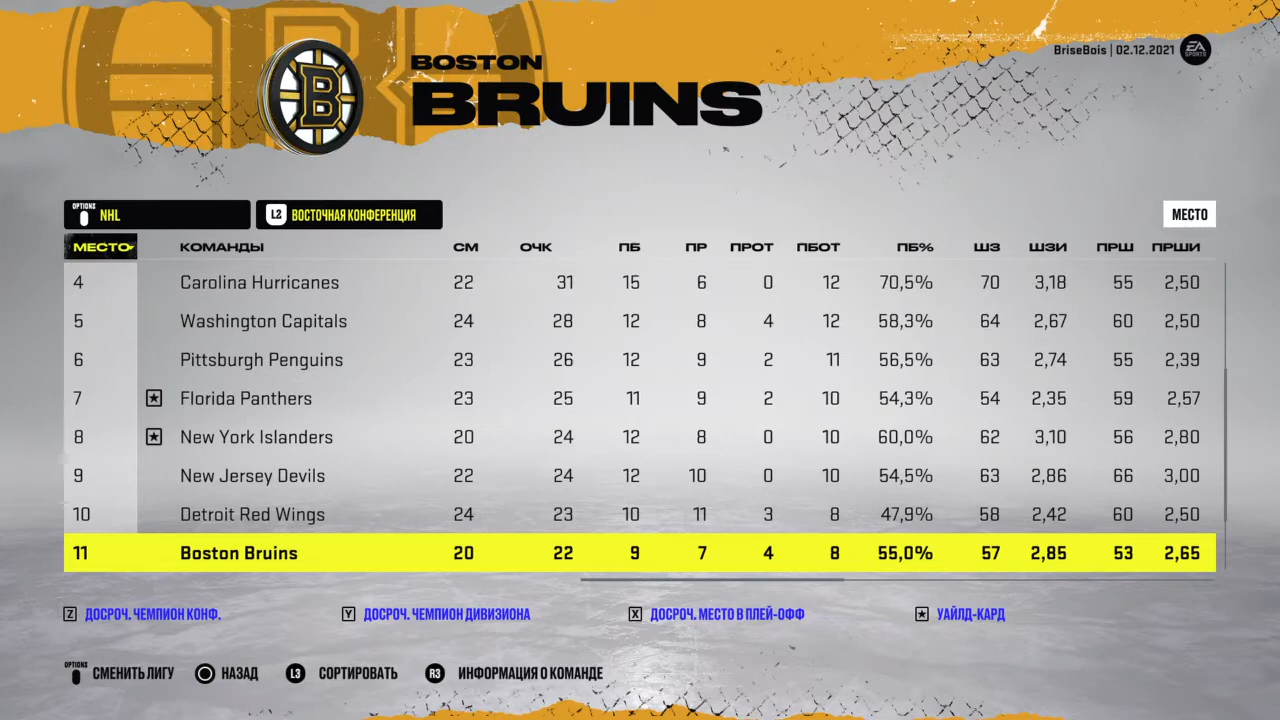 BOSTON
BRUINS
B
BriseBois | 02.12.2021 EA SPORTS
OPTIONS NHL L2 ВОСТОЧНАЯ КОНФЕРЕНЦИЯ МЕСТО
МЕСТО КОМАНДЫ СМ ОЧК ПБ ПР ПРОТ ПБОТ ПБ% ШЗ ШЗИ ПРШ ПРШИ
4 Carolina Hurricanes 22 31 15 6 0 12 70,5% 70 3,18 55 2,50
5 Washington Capitals 24 28 12 8 4 12 58,3% 64 2,67 60 2,50
6 Pittsburgh Penguins 23 26 12 9 2 11 56,5% 63 2,74 55 2,39
7 Florida Panthers 23 25 11 9 2 10 54,3% 54 2,35 59 2,57
8 New York Islanders 20 24 12 8 0 10 60,0% 62 3,10 56 2,80
9 New Jersey Devils 22 24 12 10 0 10 54,5% 63 2,86 66 3,00
10 Detroit Red Wings 24 23 10 11 3 8 47,9% 58 2,42 60 2,50
11 Boston Bruins 20 22 9 7 4 8 55,0% 57 2,85 53 2,65
Z ДОСРОЧ. ЧЕМПИОН КОНФ. Y ДОСРОЧ. ЧЕМПИОН ДИВИЗИОНА X ДОСРОЧ. МЕСТО В ПЛЕЙ-ОФФ УАЙЛД-КАРД
OPTIONS СМЕНИТЬ ЛИГУ НАЗАД L3 СОРТИРОВАТЬ R3 ИНФОРМАЦИЯ О КОМАНДЕ